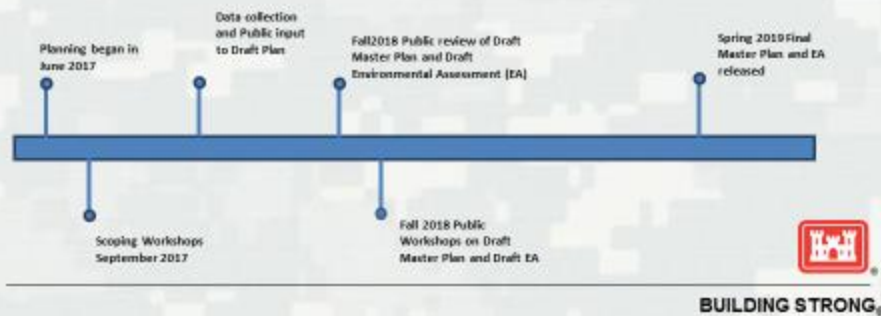 Planning began in
June 2017
Data collection
and Public input
to Draft Plan
Fall2018 Public review of Draft
Master Plan and Draft
Environmental Assessment (EA)
Spring 2019Final
Master Plan and EA
released
Scoping Workshops
September 2017
Fall 2018 Public
Workshops on Draft
Master Plan and Draft EA
BUILDING STRONG®